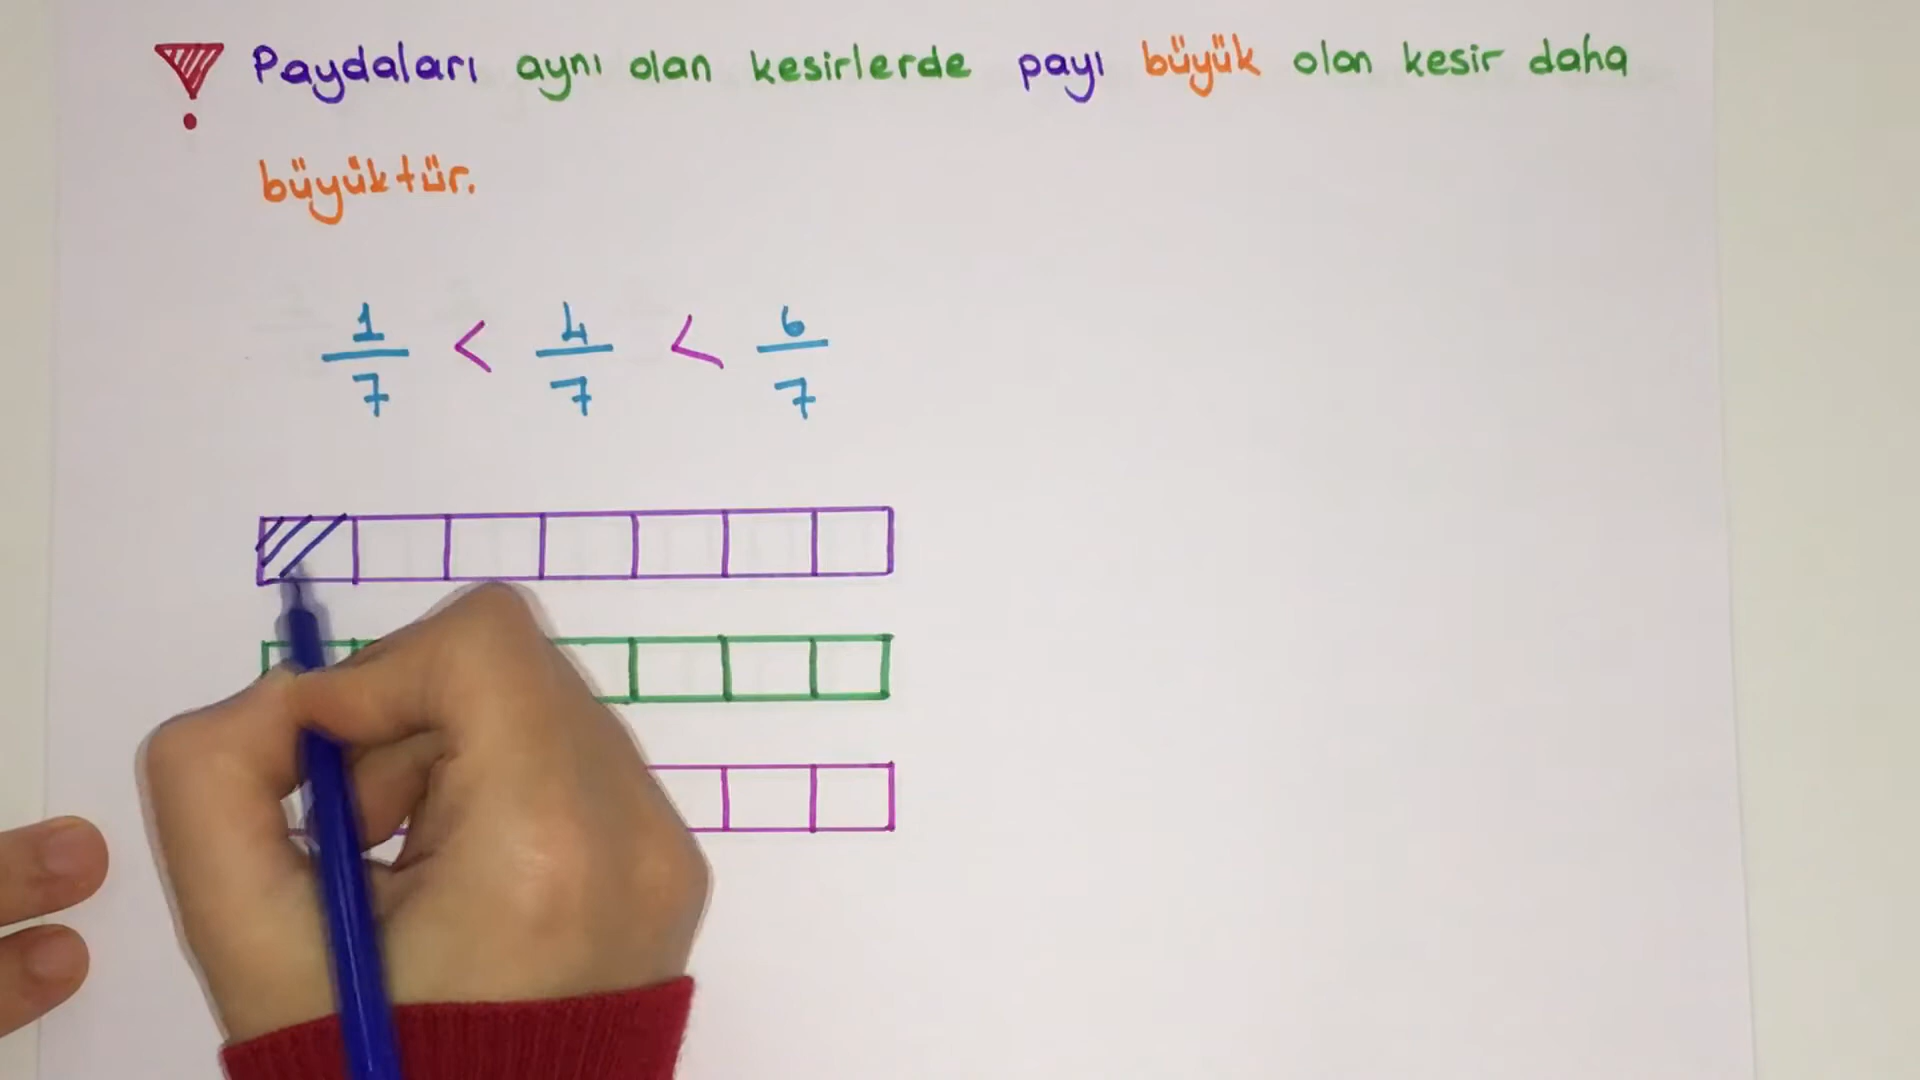 Paydaları aynı olan kesirlerde payı büyük olan kesir daha
büyüktür.
1/7 < 4/7 < 6/7